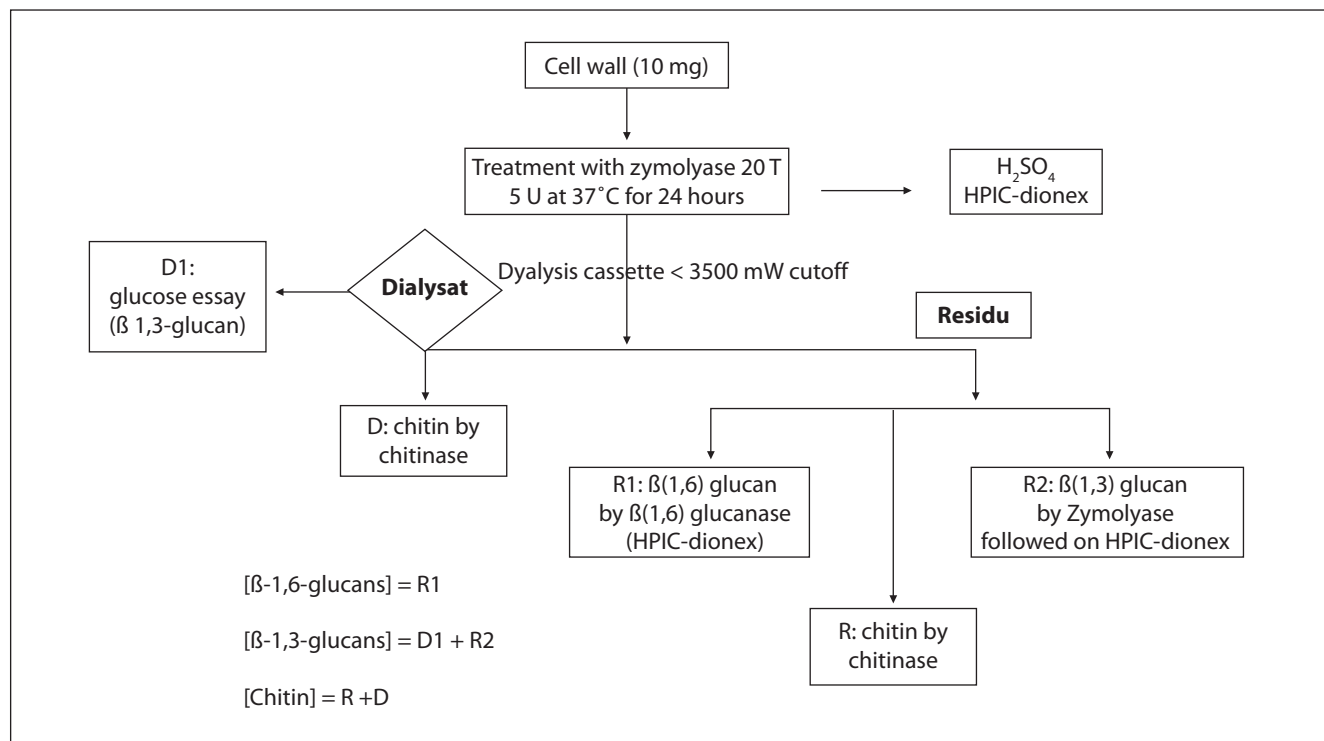 Cell wall (10 mg)
Treatment with zymolyase 20 T
5 U at 37˚C for 24 hours
H₂SO₄
HPIC-dionex
D1:
glucose essay
(ß 1,3-glucan)
Dialysat
Dyalysis cassette < 3500 mW cutoff
Residu
D: chitin by
chitinase
R1: ß(1,6) glucan
by ß(1,6) glucanase
(HPIC-dionex)
R2: ß(1,3) glucan
by Zymolyase
followed on HPIC-dionex
R: chitin by
chitinase
[ß-1,6-glucans] = R1
[ß-1,3-glucans] = D1 + R2
[Chitin] = R +D